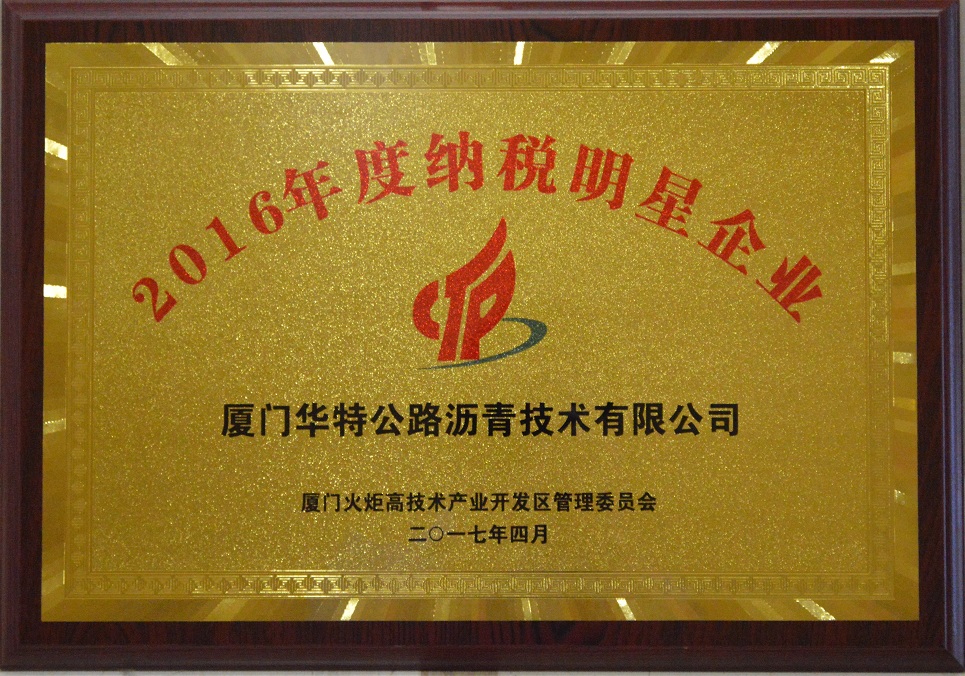 2016年度纳税明星企业
厦门华特公路沥青技术有限公司
厦门火炬高技术产业开发区管理委员会
二〇一七年四月